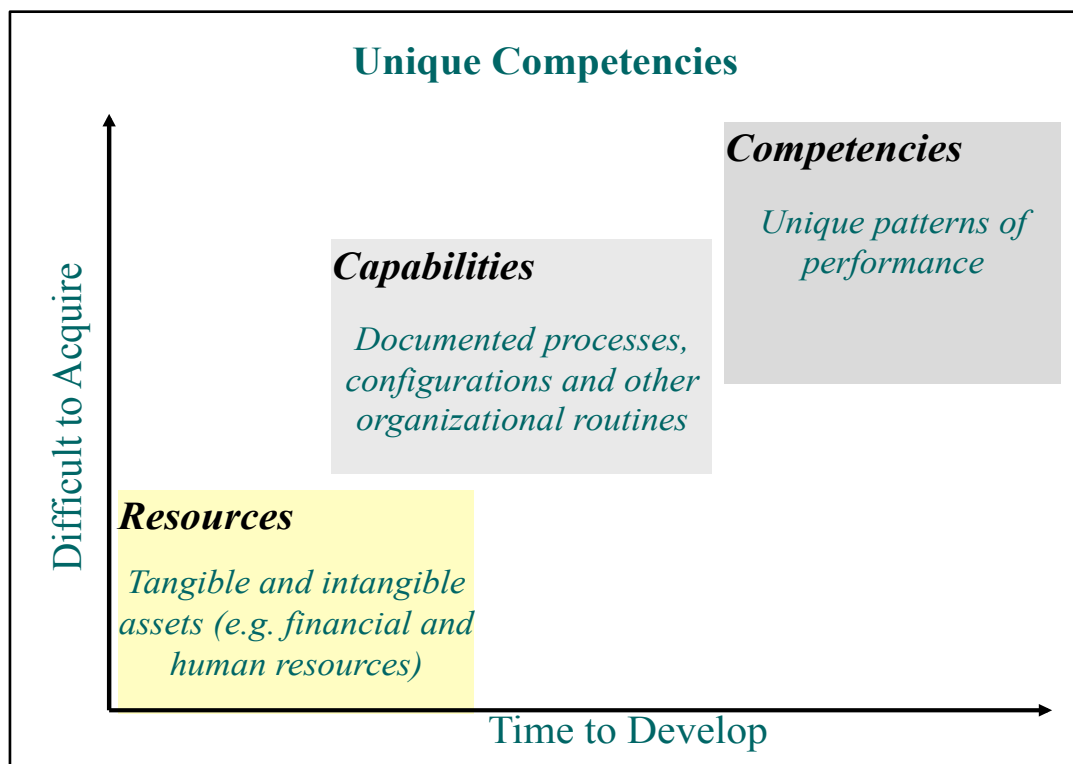 Unique Competencies
Competencies
Unique patterns of
performance
Capabilities
Documented processes,
configurations and other
organizational routines
Resources
Tangible and intangible
assets (e.g. financial and
human resources)
Difficult to Acquire
Time to Develop